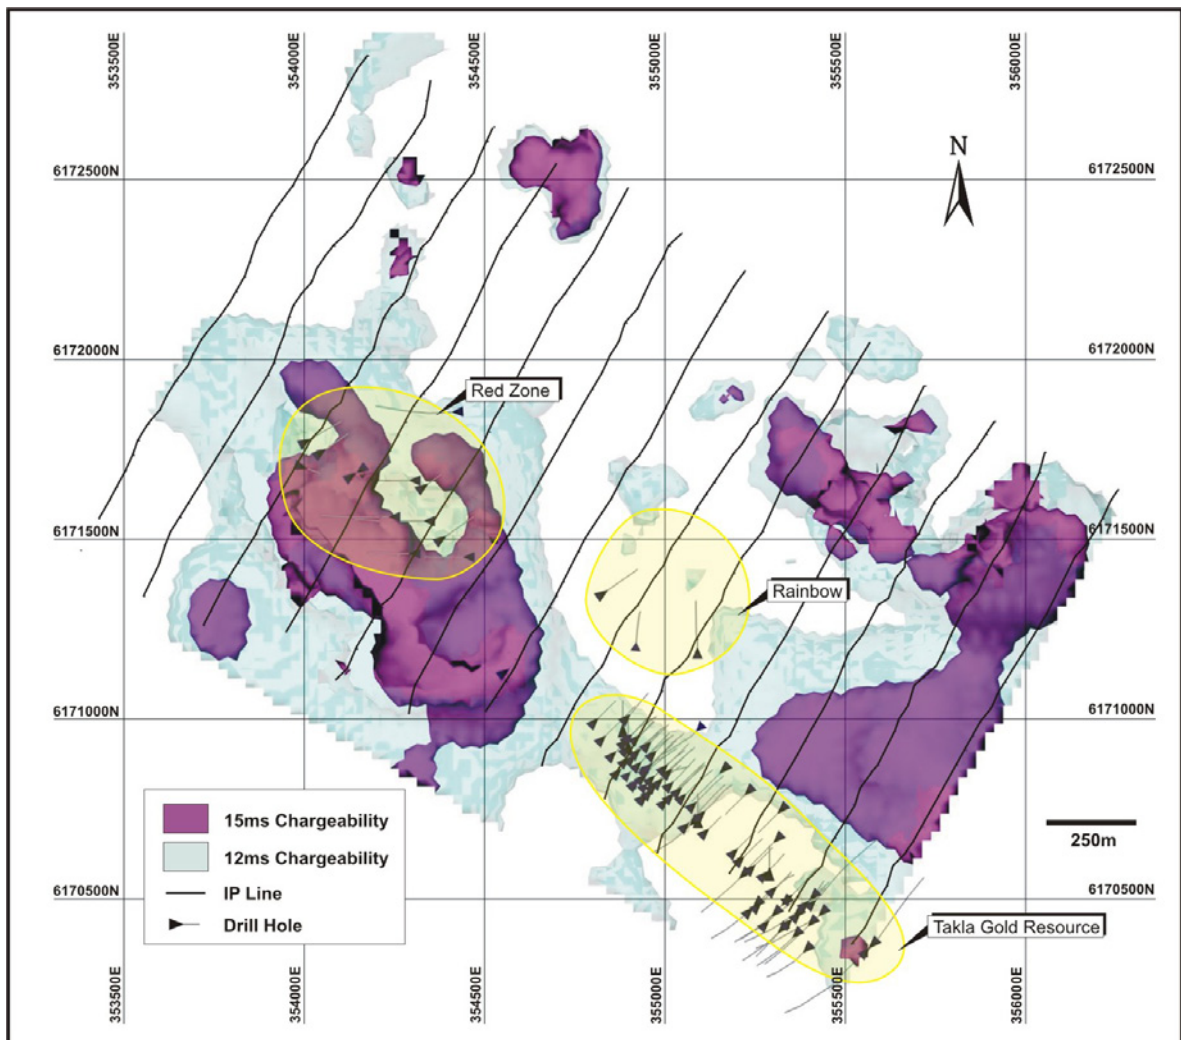 353500E
354000E
354500E
355000E
355500E
356000E
N
6172500N
6172500N
6172000N
6172000N
Red Zone
6171500N
6171500N
Rainbow
6171000N
6171000N
15ms Chargeability
12ms Chargeability
IP Line
Drill Hole
250m
6170500N
6170500N
Takla Gold Resource
353500E
354000E
354500E
355000E
355500E
356000E